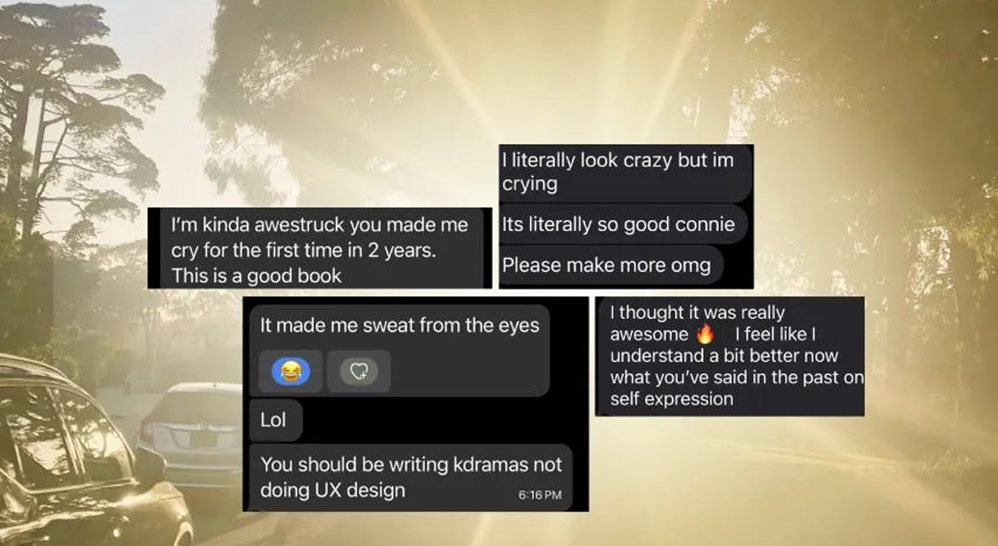 I'm kinda awestruck you made me
cry for the first time in 2 years.
This is a good book
I literally look crazy but im
crying
Its literally so good connie
Please make more omg
It made me sweat from the eyes
Lol
You should be writing kdramas not
doing UX design
6:16 PM
I thought it was really
awesome 🔥 I feel like I
understand a bit better now
what you've said in the past on
self expression